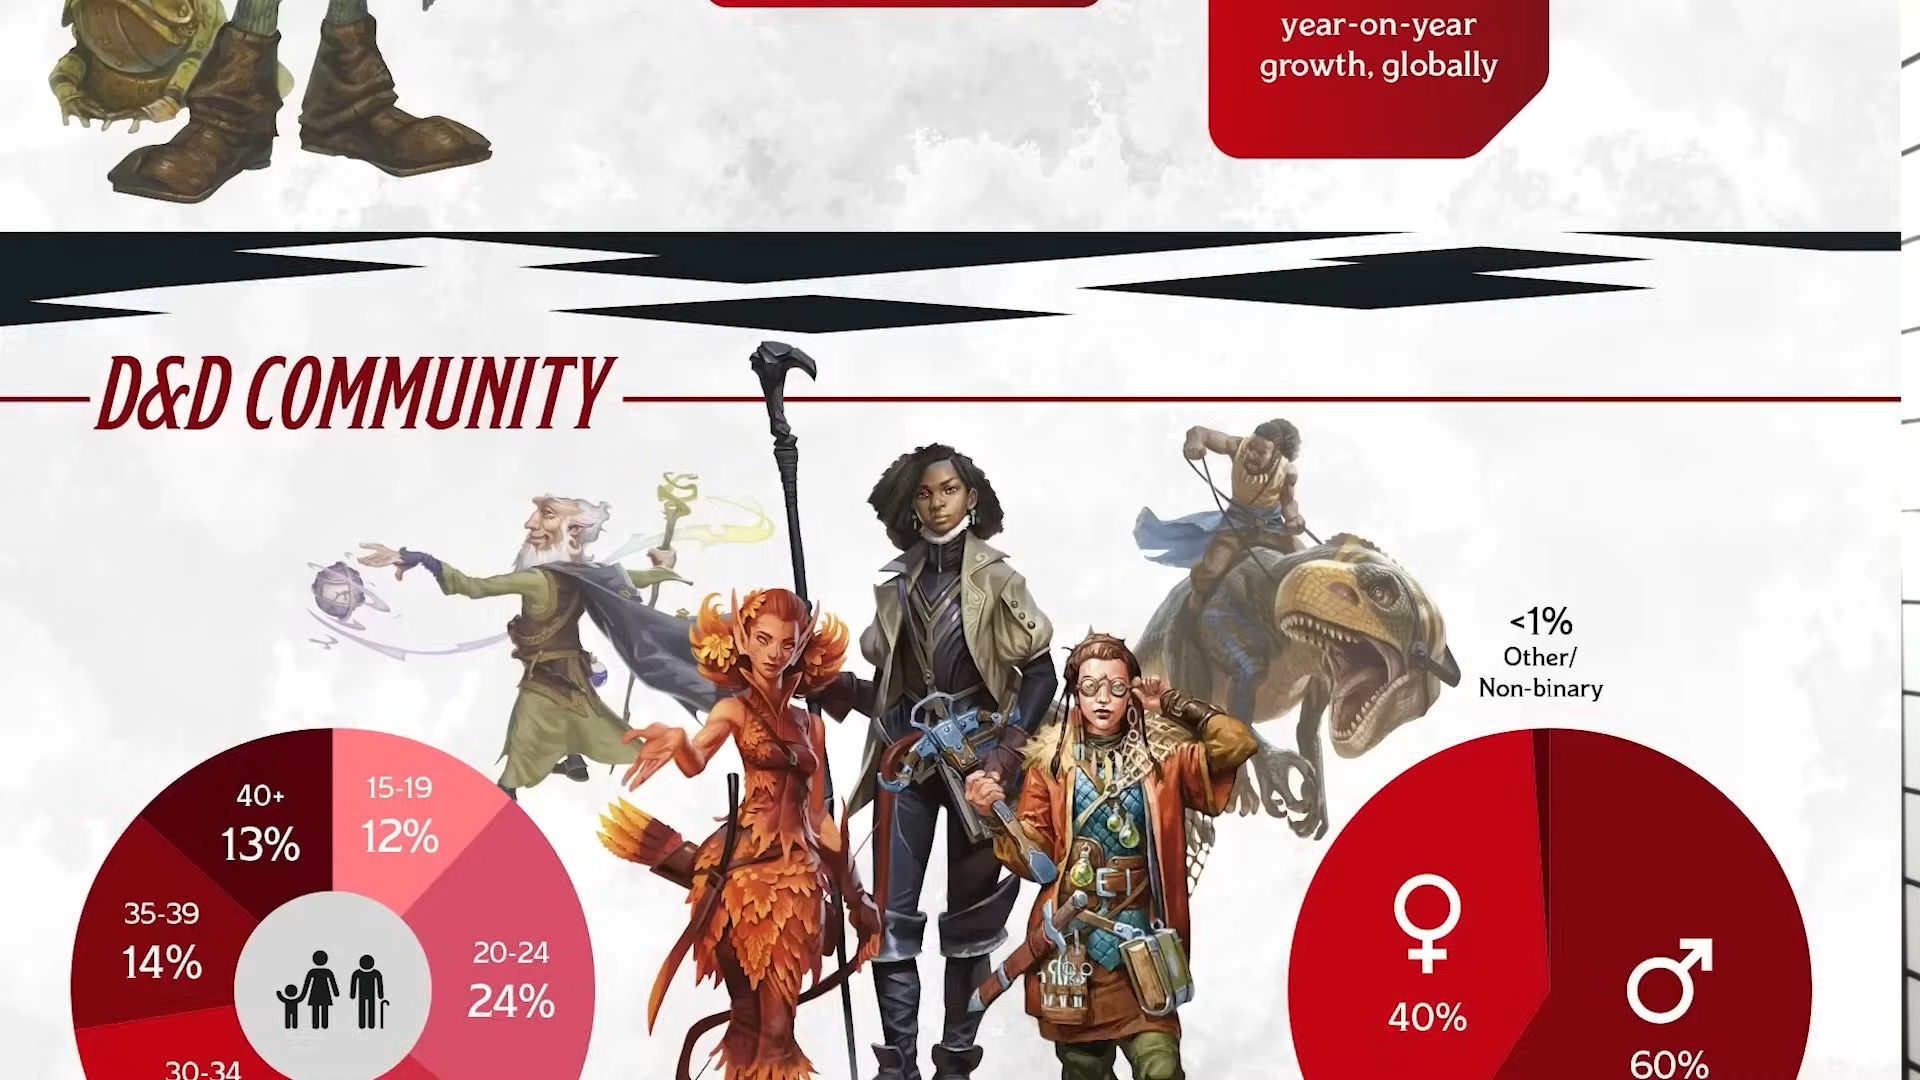 year-on-year
growth, globally
D&D COMMUNITY
<1%
Other/
Non-binary
40+
13%
15-19
12%
35-39
14%
20-24
24%
30-34
40%
60%